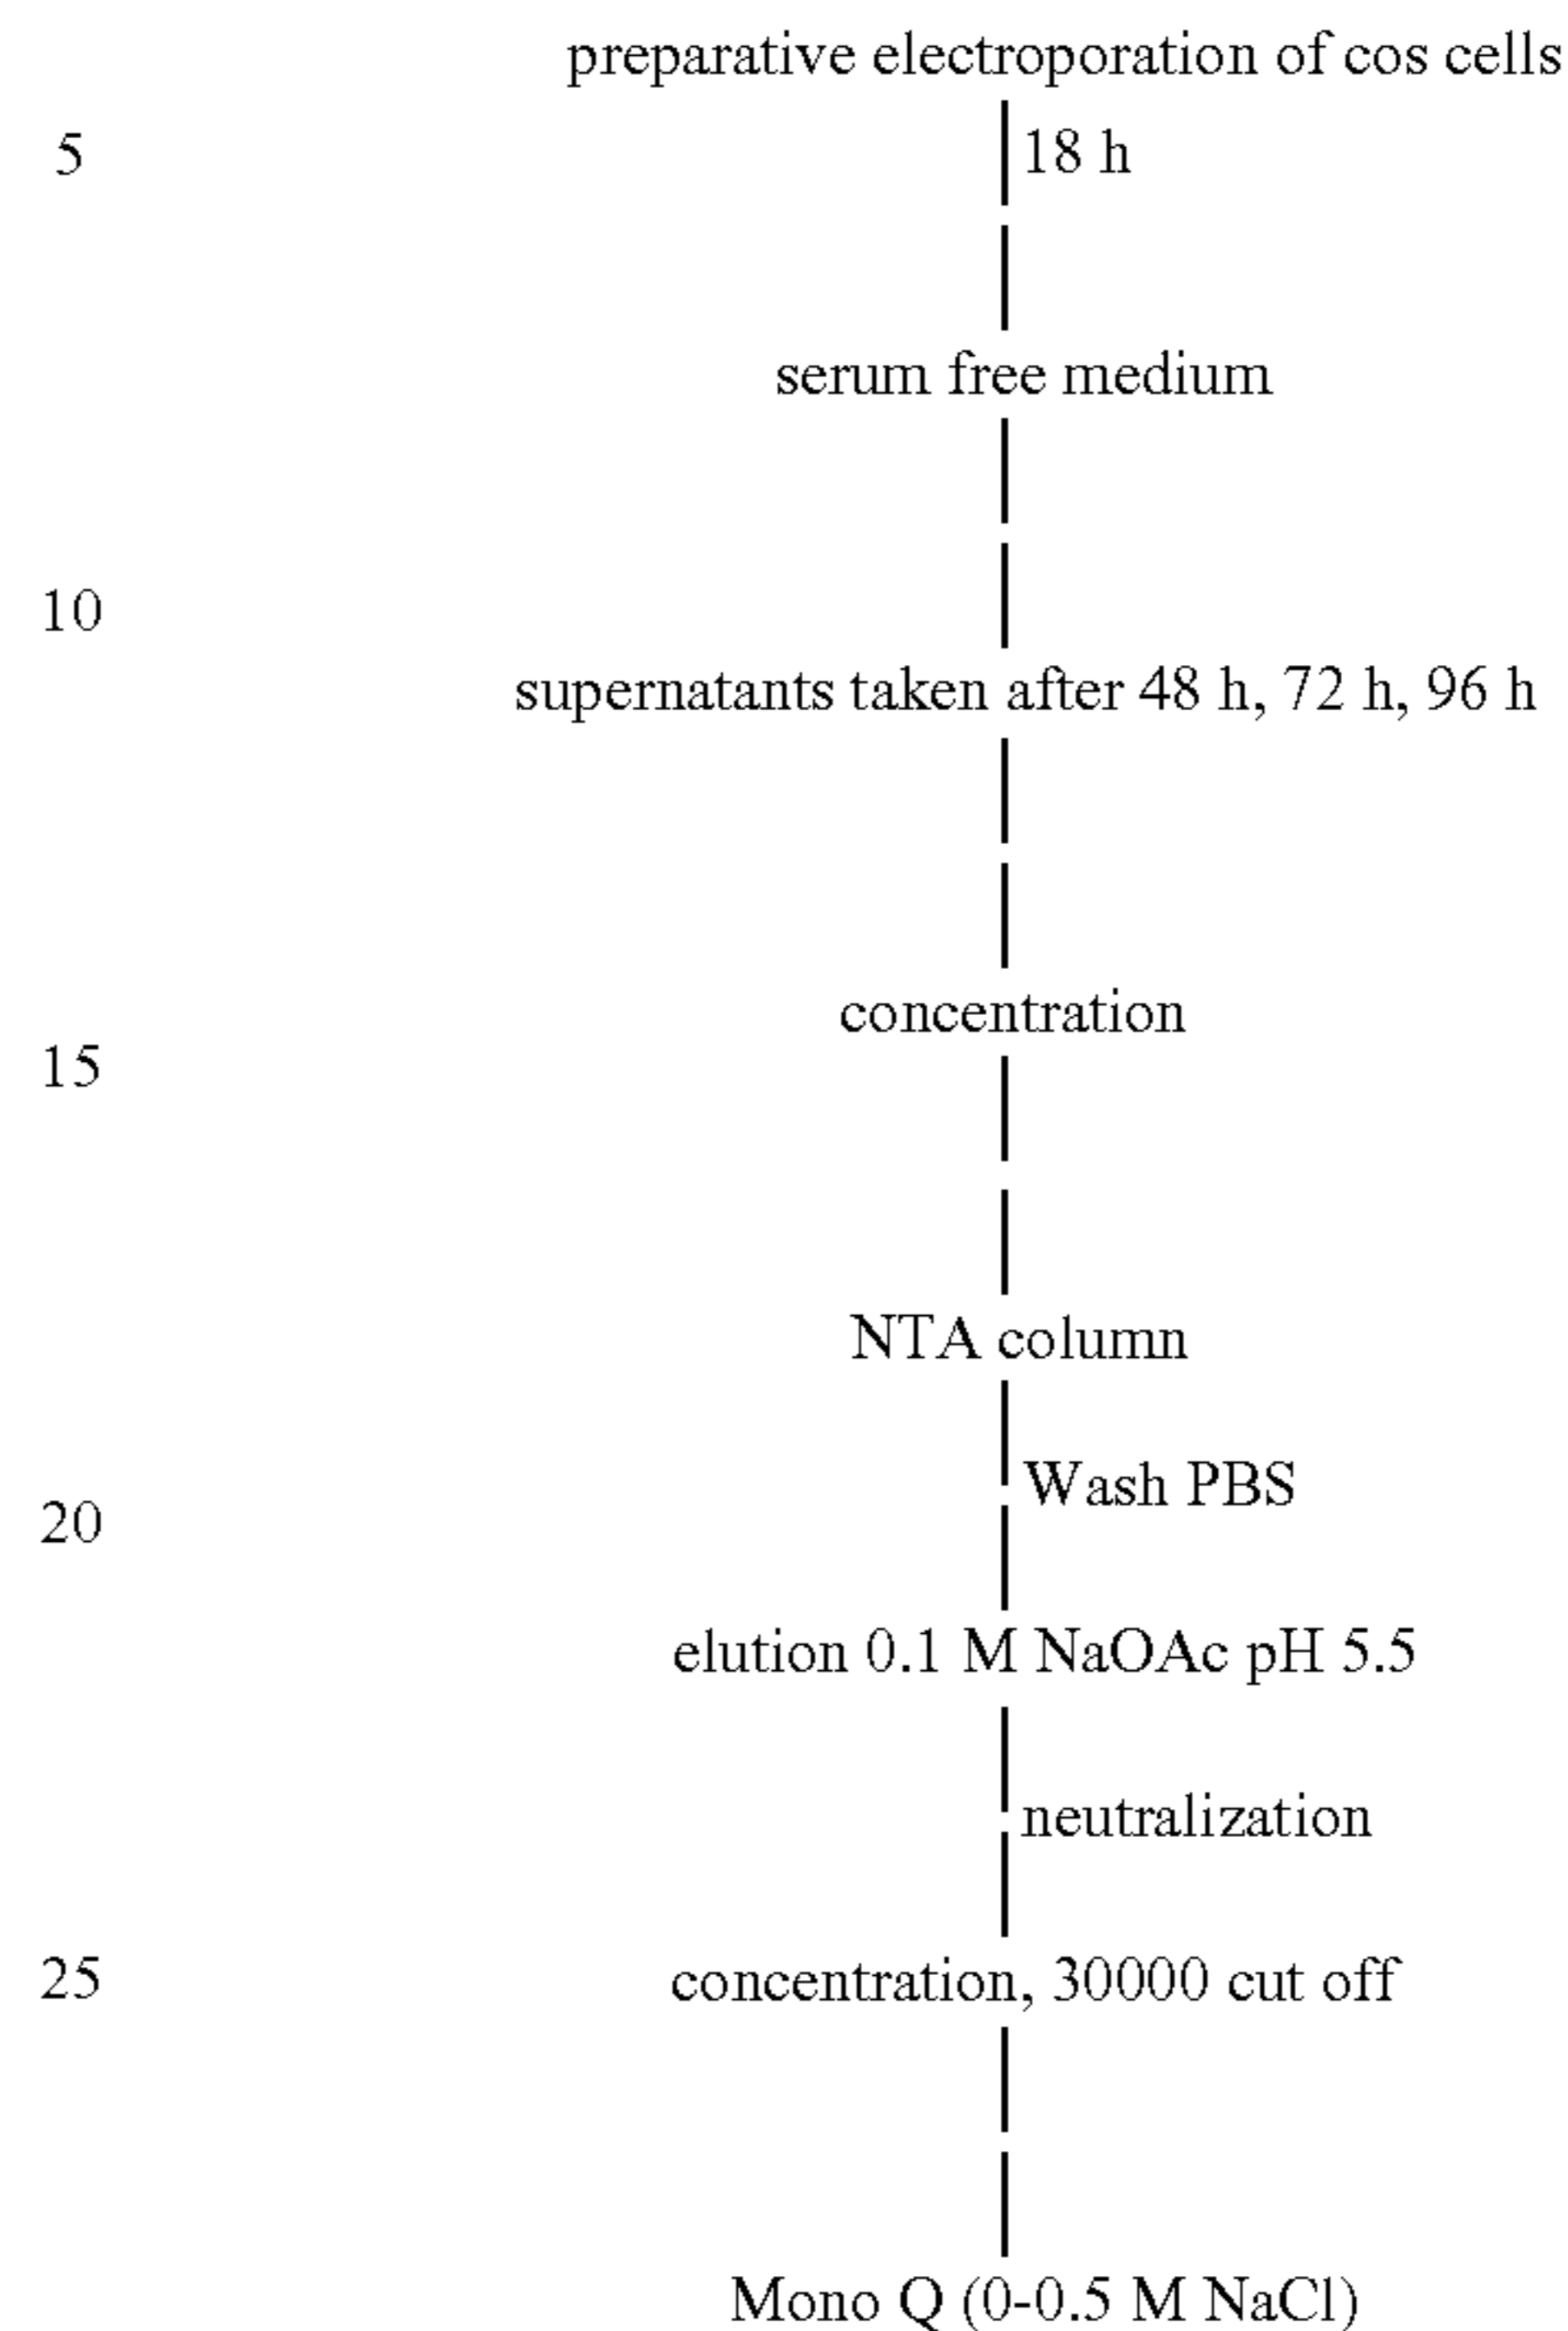 preparative electroporation of cos cells
5
18 h
serum free medium
10
supernatants taken after 48 h, 72 h, 96 h
concentration
15
NTA column
Wash PBS
20
elution 0.1 M NaOAc pH 5.5
neutralization
25
concentration, 30000 cut off
Mono Q (0-0.5 M NaCl)